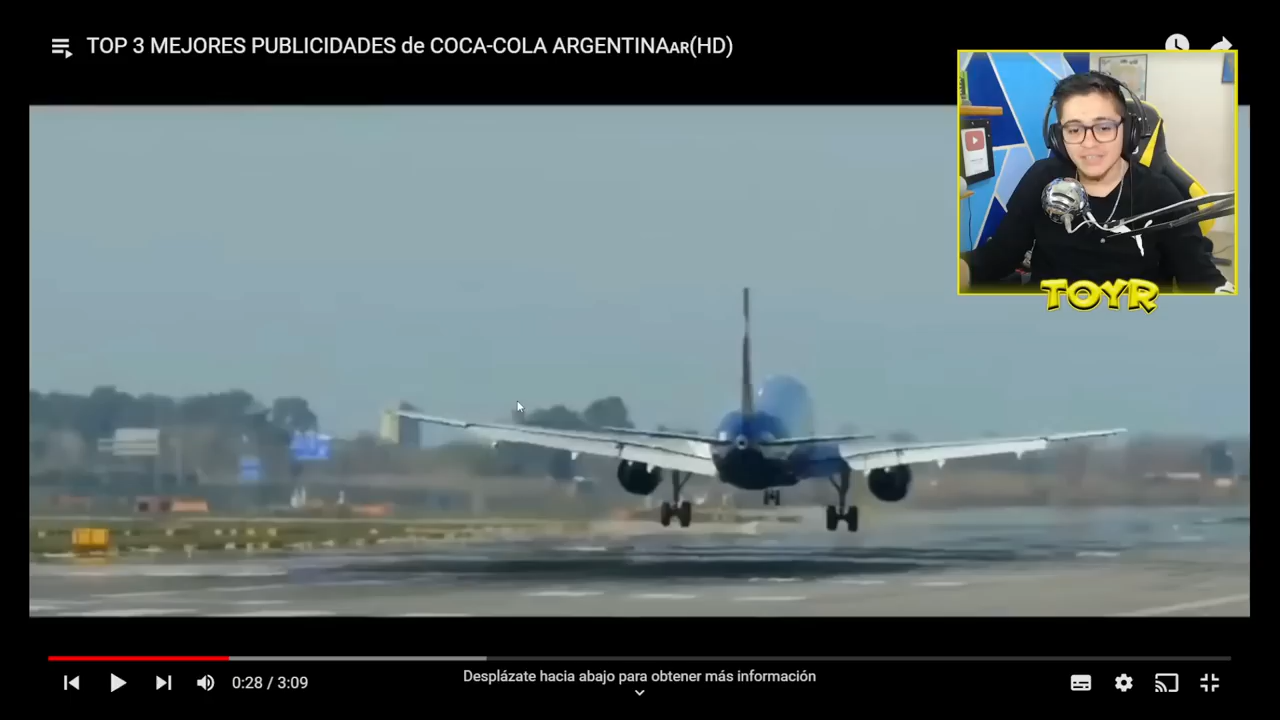 TOP 3 MEJORES PUBLICIDADES de COCA-COLA ARGENTINAAR(HD)
TOYR
0:28 / 3:09
Desplázate hacia abajo para obtener más información